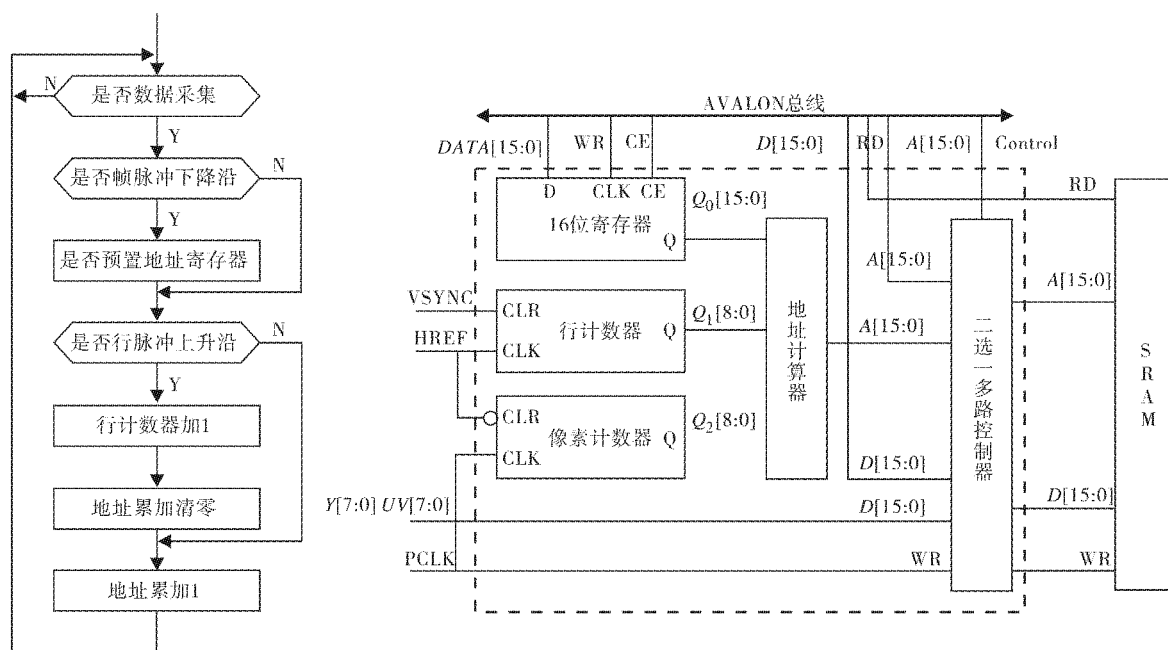 N
是否数据采集
Y
是否帧脉冲下降沿
N
Y
是否预置地址寄存器
是否行脉冲上升沿
N
Y
行计数器加1
地址累加清零
地址累加1
AVALON总线
DATA[15:0]
WR
CE
D[15:0]
RD
A[15:0]
Control
D
CLK
CE
16位寄存器
Q
Q0[15:0]
VSYNC
CLR
行计数器
Q
Q1[8:0]
HREF
CLK
CLR
像素计数器
Q
Q2[8:0]
CLK
地址计算器
A[15:0]
A[15:0]
D[15:0]
Y[7:0] UV[7:0]
D[15:0]
PCLK
WR
二选一多路控制器
RD
A[15:0]
D[15:0]
WR
SRAM